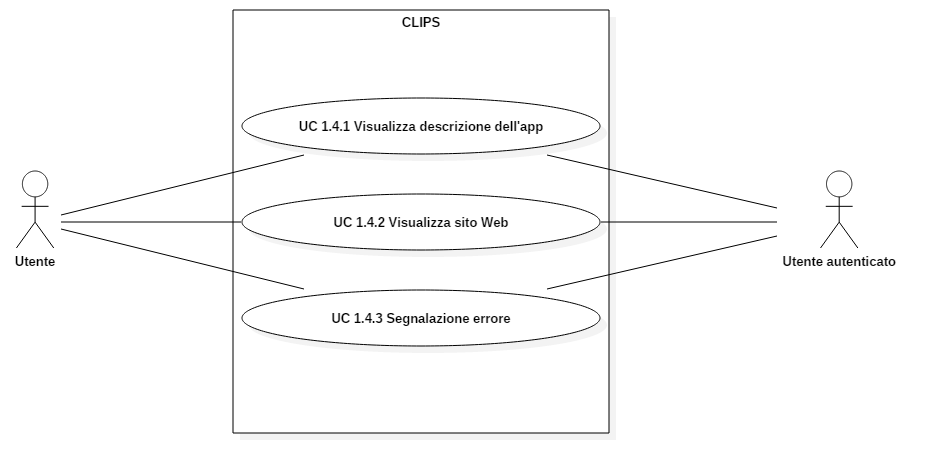 CLIPS
UC 1.4.1 Visualizza descrizione dell'app
UC 1.4.2 Visualizza sito Web
Utente
Utente autenticato
UC 1.4.3 Segnalazione errore